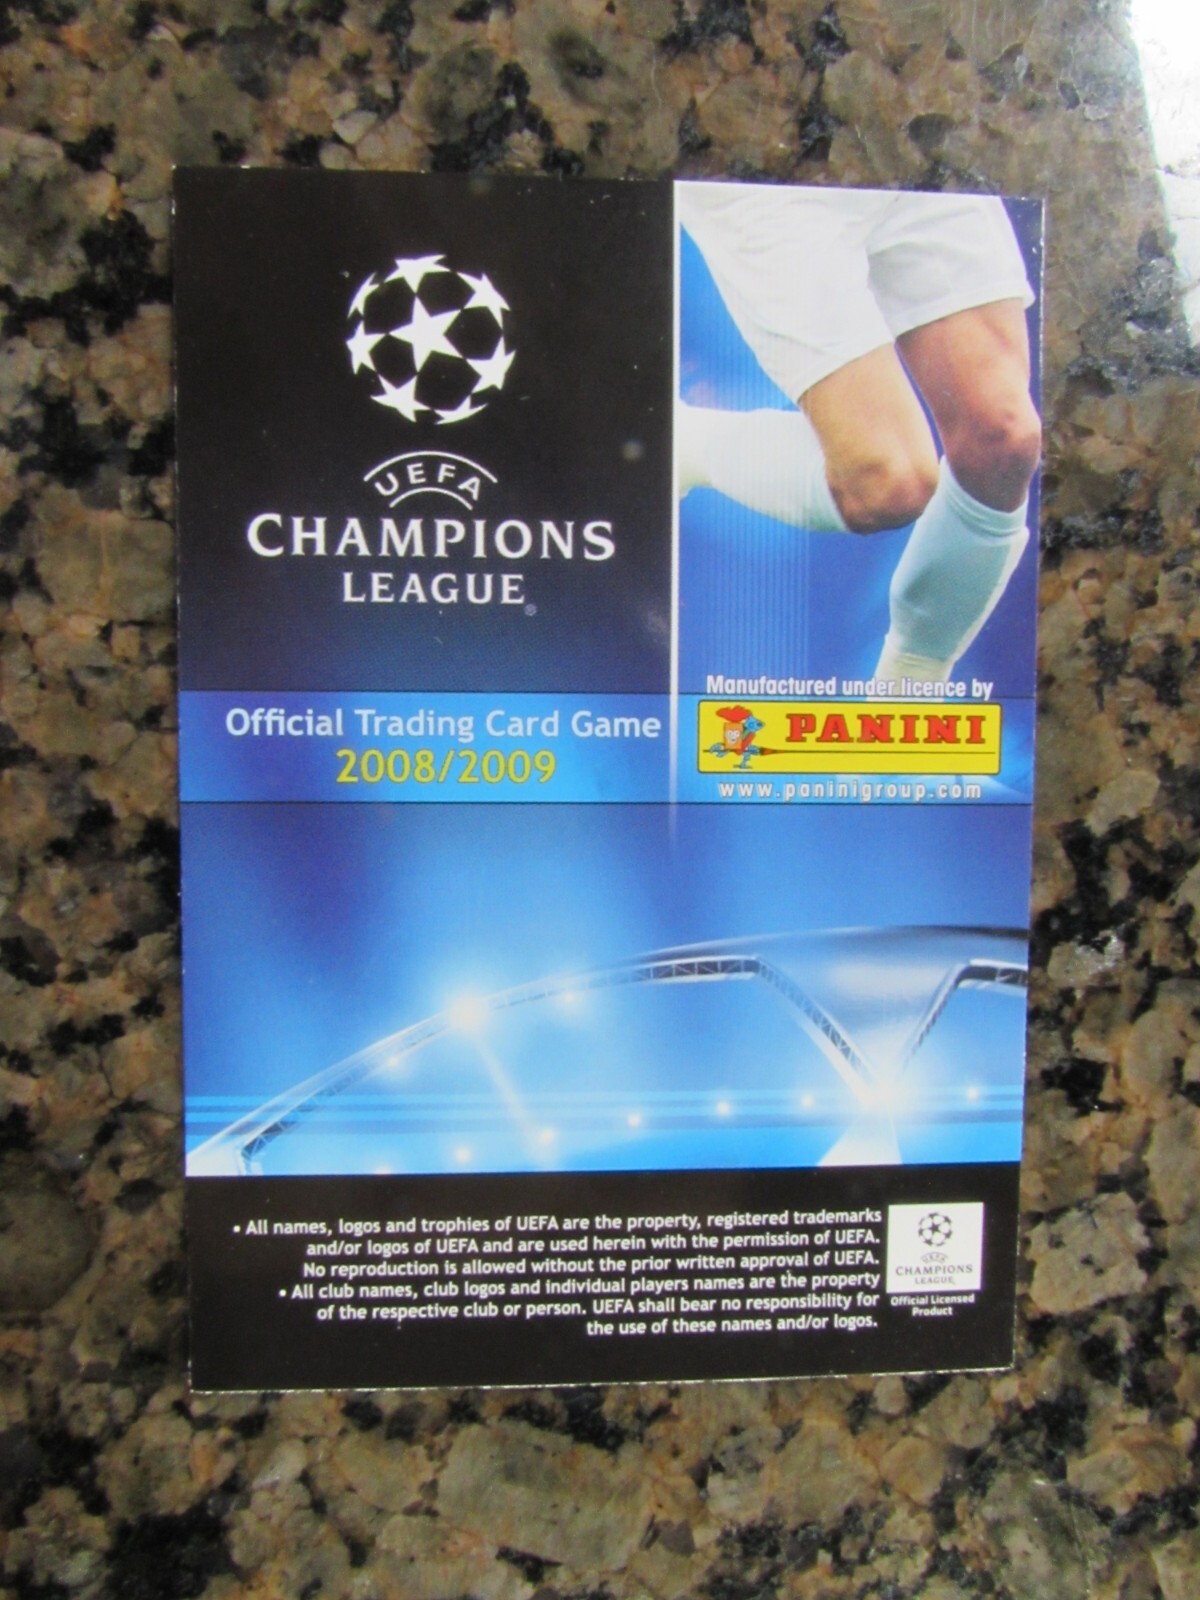 UEFA
CHAMPIONS
LEAGUE®
Official Trading Card Game
2008/2009
Manufactured under licence by
PANINI
www.paninigroup.com
• All names, logos and trophies of UEFA are the property, registered trademarks
and/or logos of UEFA and are used herein with the permission of UEFA.
No reproduction is allowed without the prior written approval of UEFA.
• All club names, club logos and individual players names are the property
of the respective club or person. UEFA shall bear no responsibility for
the use of these names and/or logos.
UEFA
CHAMPIONS
LEAGUE
Official Licensed
Product